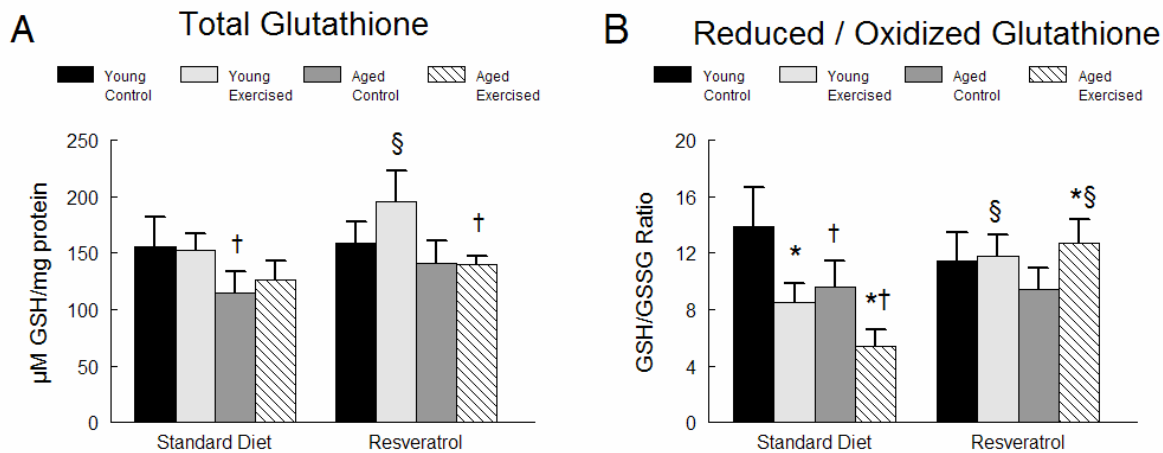 A
Total Glutathione
Young
Control
Young
Exercised
Aged
Control
Aged
Exercised
µM GSH/mg protein
250
200
150
100
50
0
§
†
†
Standard Diet
Resveratrol
B
Reduced / Oxidized Glutathione
Young
Control
Young
Exercised
Aged
Control
Aged
Exercised
GSH/GSSG Ratio
20
16
12
8
4
0
*
†
*†
§
*§
Standard Diet
Resveratrol